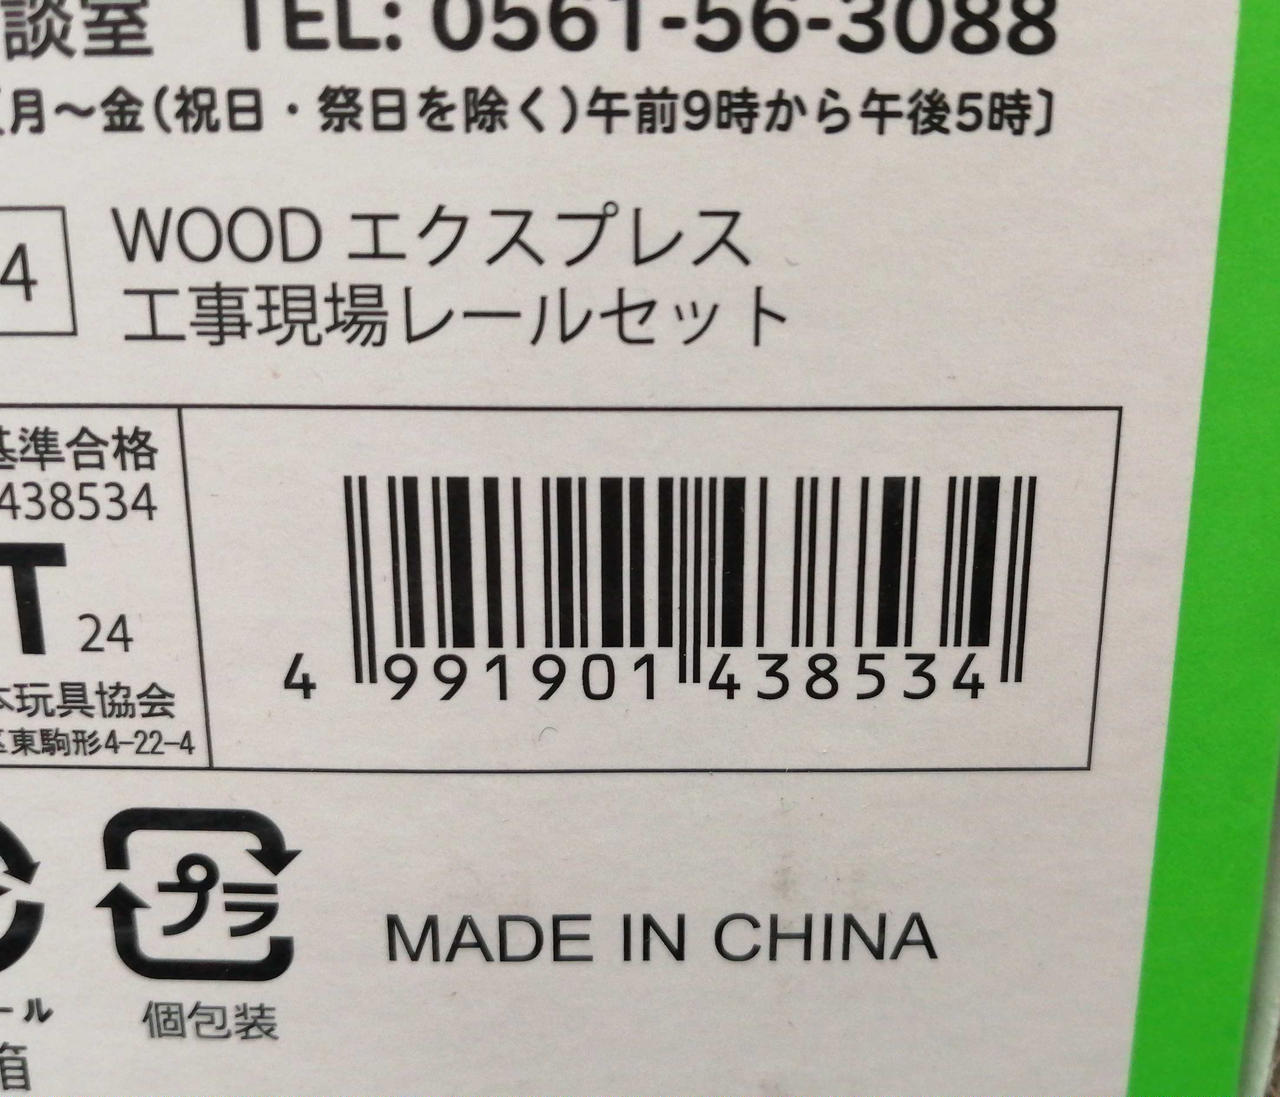 談室 TEL: 0561-56-3088
月〜金(祝日・祭日を除く)午前9時から午後5時]
4
WOOD エクスプレス
工事現場レールセット
基準合格
438534
T 24
本玩具協会
区東駒形4-22-4
4 991901 438534
プラ
個包装
ール
箱
MADE IN CHINA